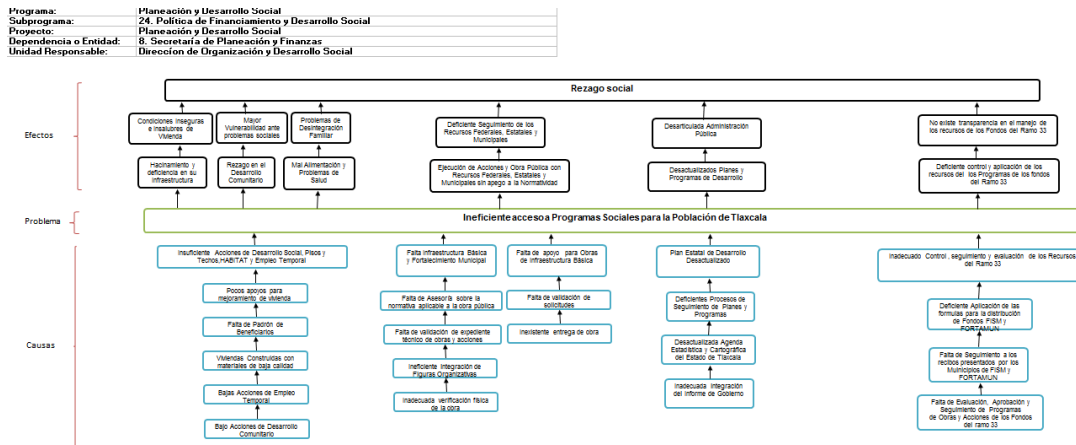 Programa: Planeación y Desarrollo Social
Subprograma: 24. Política de Financiamiento y Desarrollo Social
Proyecto: Planeación y Desarrollo Social
Dependencia o Entidad: 8. Secretaría de Planeación y Finanzas
Unidad Responsable: Direccíon de Organización y Desarrollo Social
Rezago social
Efectos
Condiciones Inseguras
e Insalubres de
Vivienda
Mayor
Vulnerabilidad ante
problemas sociales
Problemas de
Desintegración
Familiar
Deficiente Seguimiento de los
Recursos Federales, Estatales y
Municipales
Desarticulada Administración
Pública
No existe transparencia en el manejo de
los recursos de los Fondos del Ramo 33
Hacinamiento y
deficiencia en su
infraestructura
Rezago en el
Desarrollo
Comunitario
Mal Alimentación y
Problemas de
Salud
Ejecución de Acciones y Obra Pública con
Recursos Federales, Estatales y
Municipales sin apego a la Normatividad
Desactualizados Planes y
Programas de Desarrollo
Deficiente control y aplicación de los
recursos del los Programas de los fondos
del Ramo 33
Problema
Ineficiente acceso a Programas Sociales para la Población de Tlaxcala
Causas
Insuficiente Acciones de Desarrollo Social, Pisos y
Techos,HABITAT y Empleo Temporal
Pocos apoyos para
mejoramiento de vivienda
Falta de Padrón de
Beneficiarios
Viviendas Construidas con
materiales de baja calidad
Bajas Acciones de Empleo
Temporal
Bajo Acciones de Desarrollo
Comunitario
Falta Infraestructura Básica
y Fortalecimiento Municipal
Falta de Asesoría sobre la
normativa aplicable a la obra pública
Falta de validación de expediente
técnico de obras y acciones
Ineficiente Integración de
Figuras Organizativas
Inadecuada verificación física
de la obra
Falta de apoyo para Obras
de Infraestructura Básica
Falta de validación de
solicitudes
Inexistente entrega de obra
Plan Estatal de Desarrollo
Desactualizado
Deficientes Procesos de
Seguimiento de Planes y
Programas
Desactualizada Agenda
Estadística y Cartográfica
del Estado de Tlaxcala
Inadecuada Integración
del Informe de Gobierno
Inadecuado Control , seguimiento y evaluación de los Recursos
del Ramo 33
Deficiente Aplicación de las
formulas para la distribución
de Fondos FISM y
FORTAMUN
Falta de Seguimiento a los
recibos presentados por los
Municipios de FISM y
FORTAMUN
Falta de Evaluación, Aprobación y
Seguimiento de Programas
de Obras y Acciones de los Fondos
del ramo 33